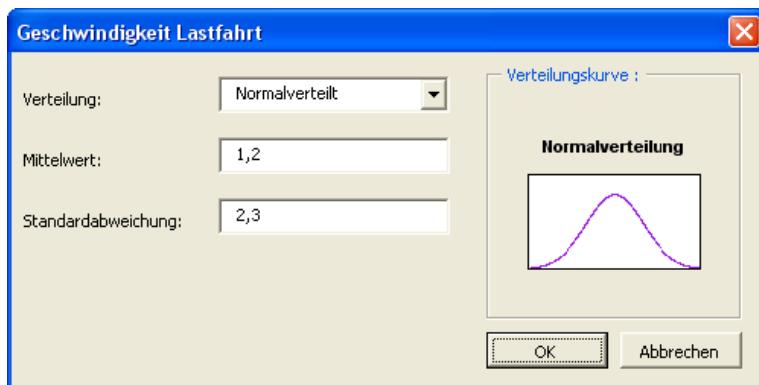 Geschwindigkeit Lastfahrt
Verteilung:
Normalverteilt
Mittelwert:
1,2
Standardabweichung:
2,3
Verteilungskurve :
Normalverteilung
OK
Abbrechen